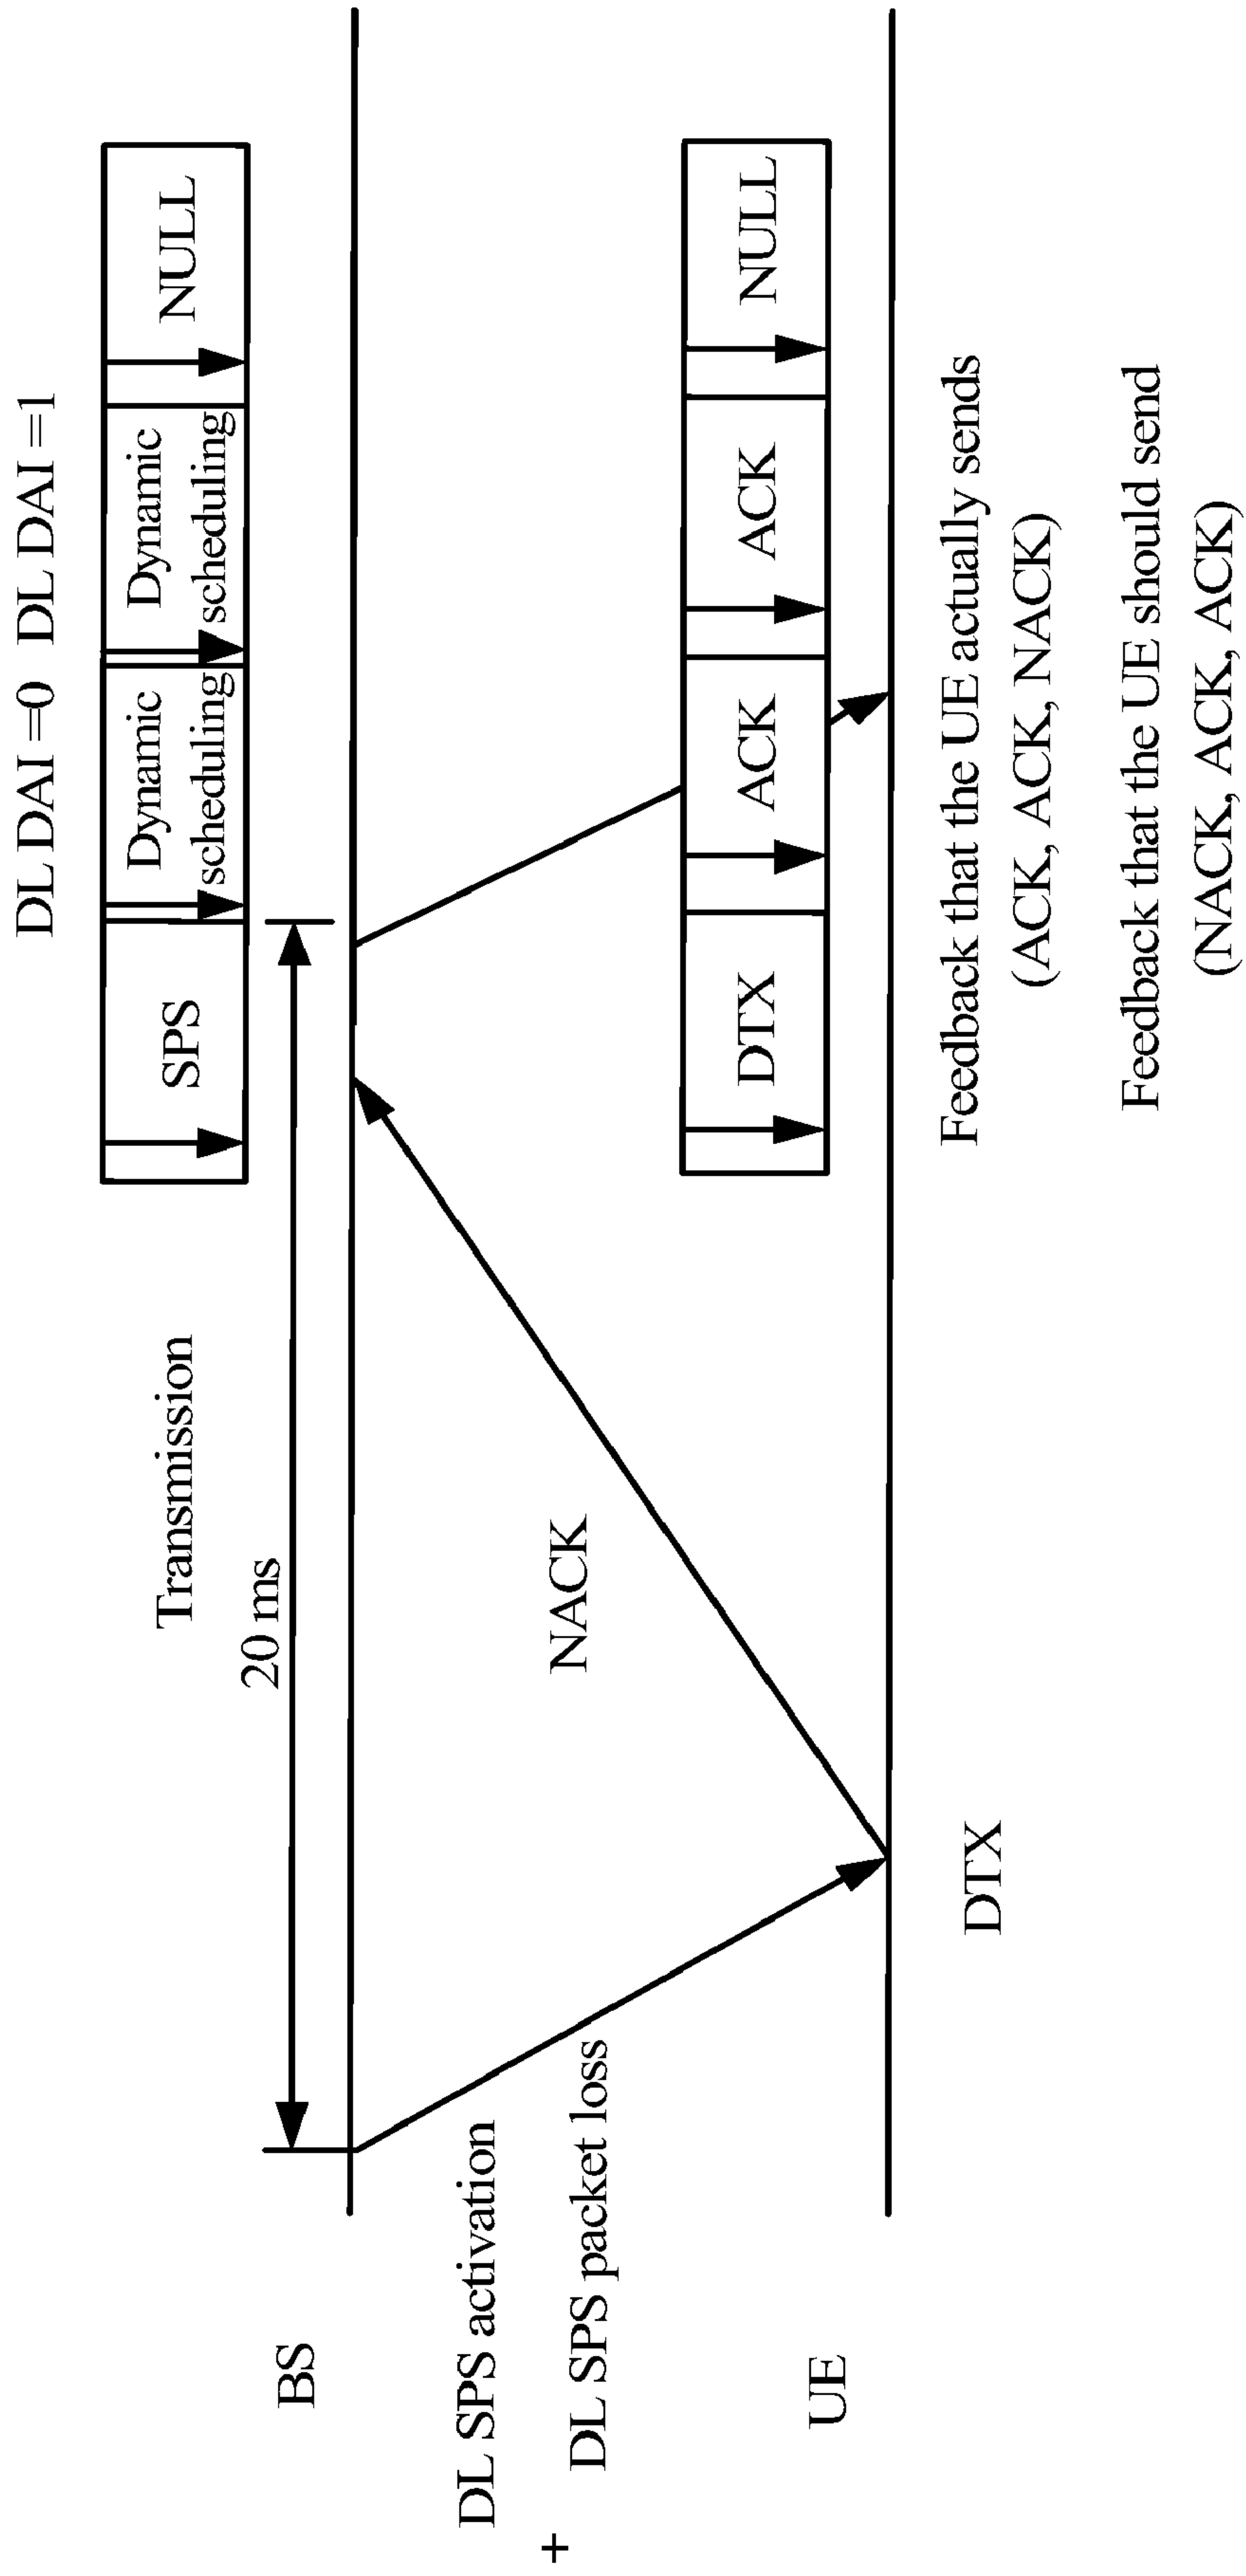 DL DAI =0 DL DAI =1
SPS
Dynamic
scheduling
Dynamic
scheduling
NULL
Transmission
20 ms
BS
DL SPS activation
+
DL SPS packet loss
NACK
UE
DTX
ACK
ACK
NULL
DTX
Feedback that the UE actually sends
(ACK, ACK, NACK)
Feedback that the UE should send
(NACK, ACK, ACK)